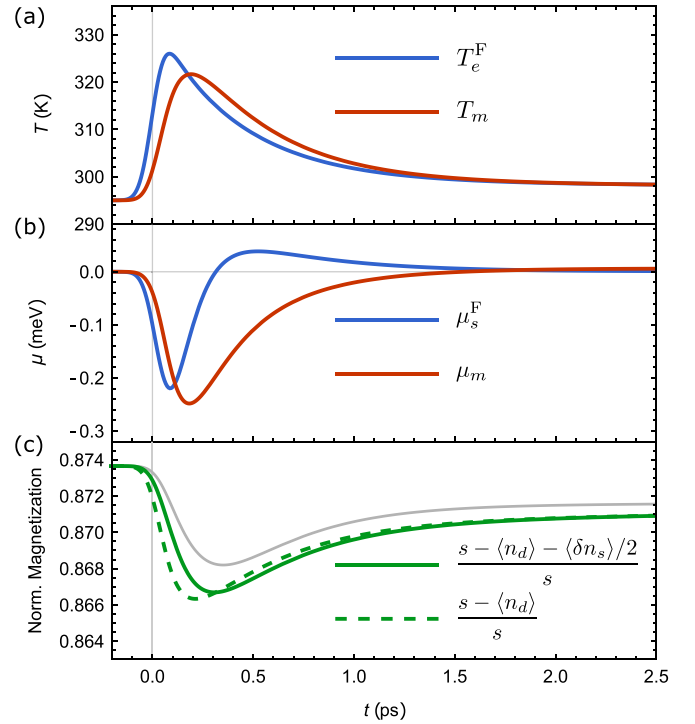 (a)
T (K)
330
320
310
300
290
T_e^F
T_m
(b)
μ (meV)
0.0
-0.1
-0.2
-0.3
μ_s^F
μ_m
(c)
Norm. Magnetization
0.874
0.872
0.870
0.868
0.866
0.864
s − ⟨n_d⟩ − ⟨δn_s⟩/2
s
s − ⟨n_d⟩
s
0.0 0.5 1.0 1.5 2.0 2.5
t (ps)